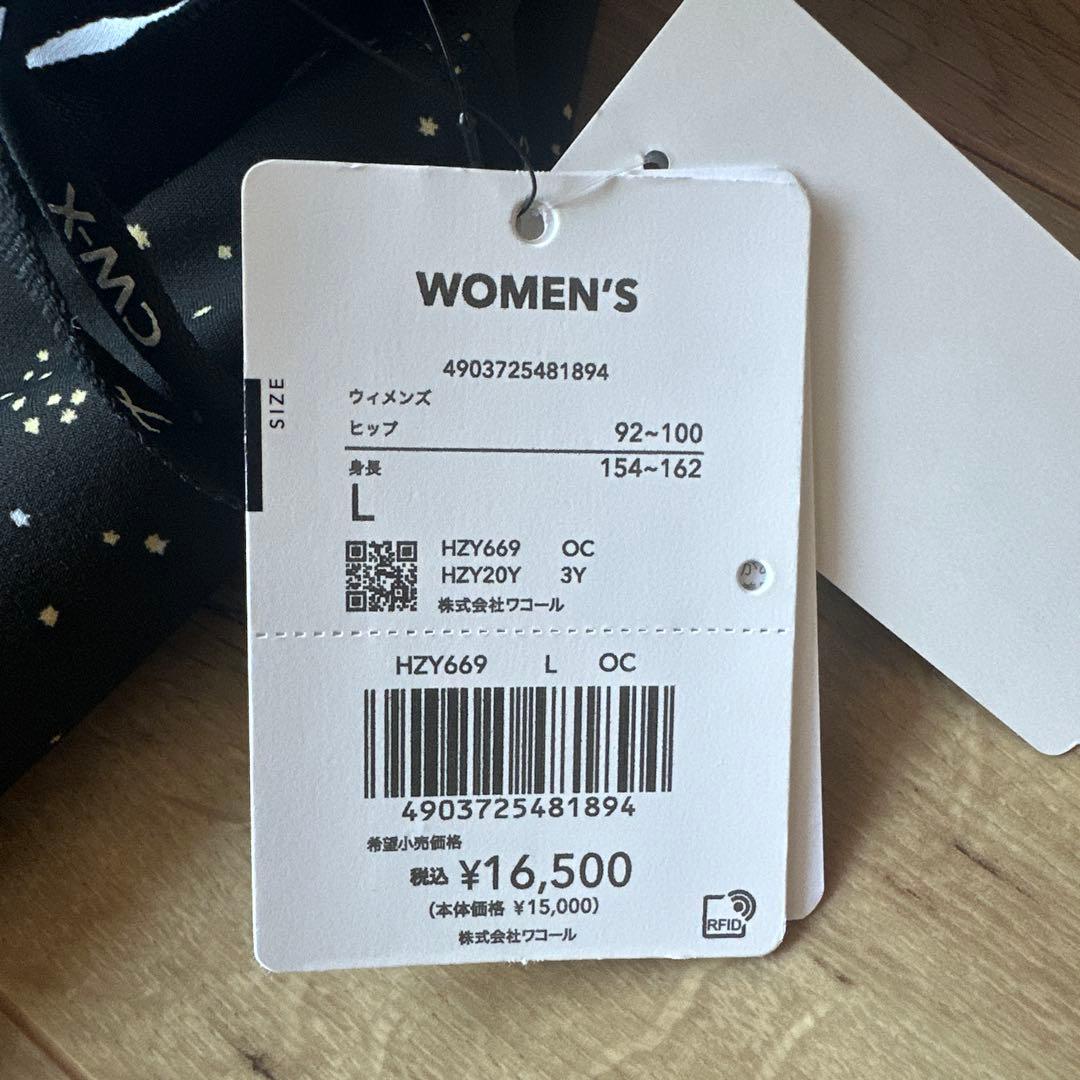 CW-X
WOMEN'S
4903725481894
SIZE
ウィメンズ
ヒップ 92~100
身長 154~162
L
HZY669 OC
HZY20Y 3Y
株式会社ワコール
HZY669 L OC
4903725481894
希望小売価格
税込 ¥16,500
(本体価格 ¥15,000)
株式会社ワコール
RFID